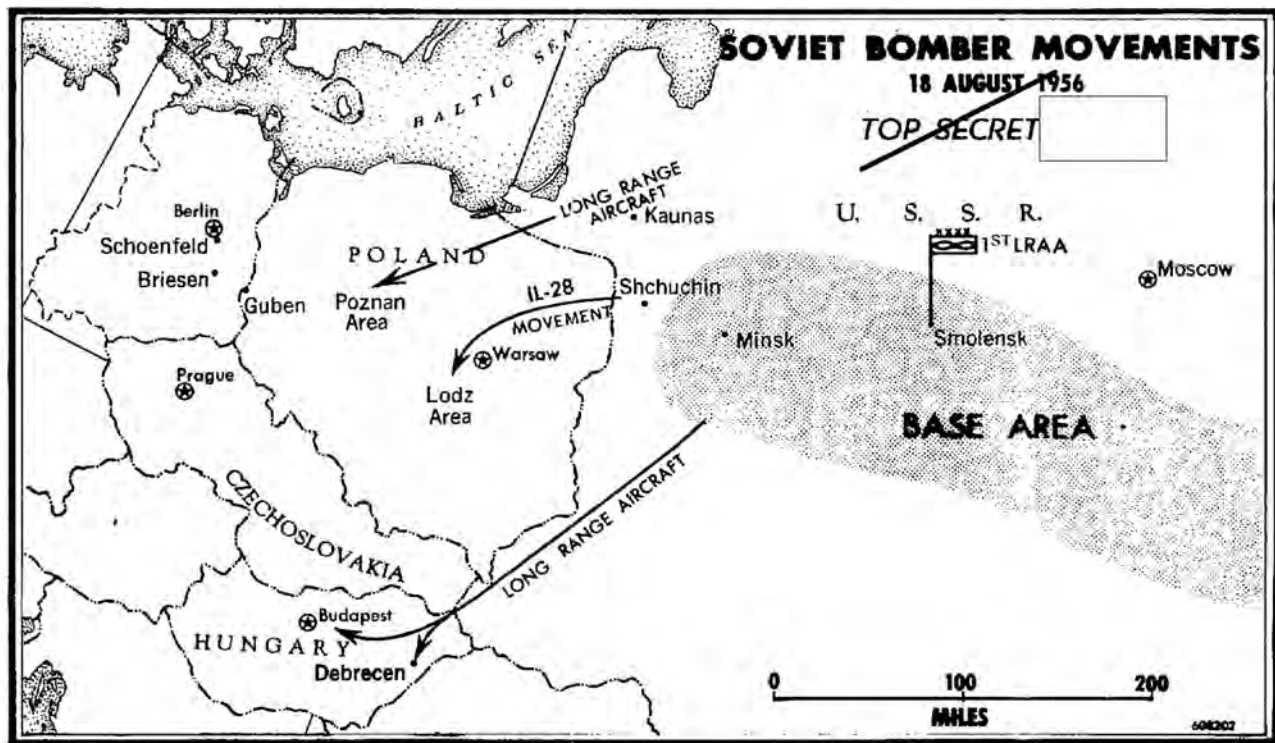 SOVIET BOMBER MOVEMENTS
18 AUGUST 1956
TOP SECRET
BALTIC SEA
LONG RANGE
AIRCRAFT
Kaunas
U. S. S. R.
XXXX
1ST LRAA
Moscow
Berlin
Schoenfeld
Briesen
Guben
POLAND
Poznan
Area
IL-28
MOVEMENT
Shchuchin
Minsk
Smolensk
Warsaw
Prague
Lodz
Area
BASE AREA
CZECHOSLOVAKIA
LONG RANGE AIRCRAFT
Budapest
HUNGARY
Debrecen
0 100 200
MILES
608202